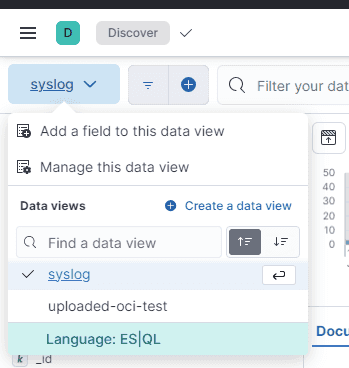 D Discover
syslog
Filter your dat
Add a field to this data view
Manage this data view
Data views
Create a data view
Find a data view
syslog
uploaded-oci-test
Language: ES|QL
50
40
30
20
10
0
Docu
k _id